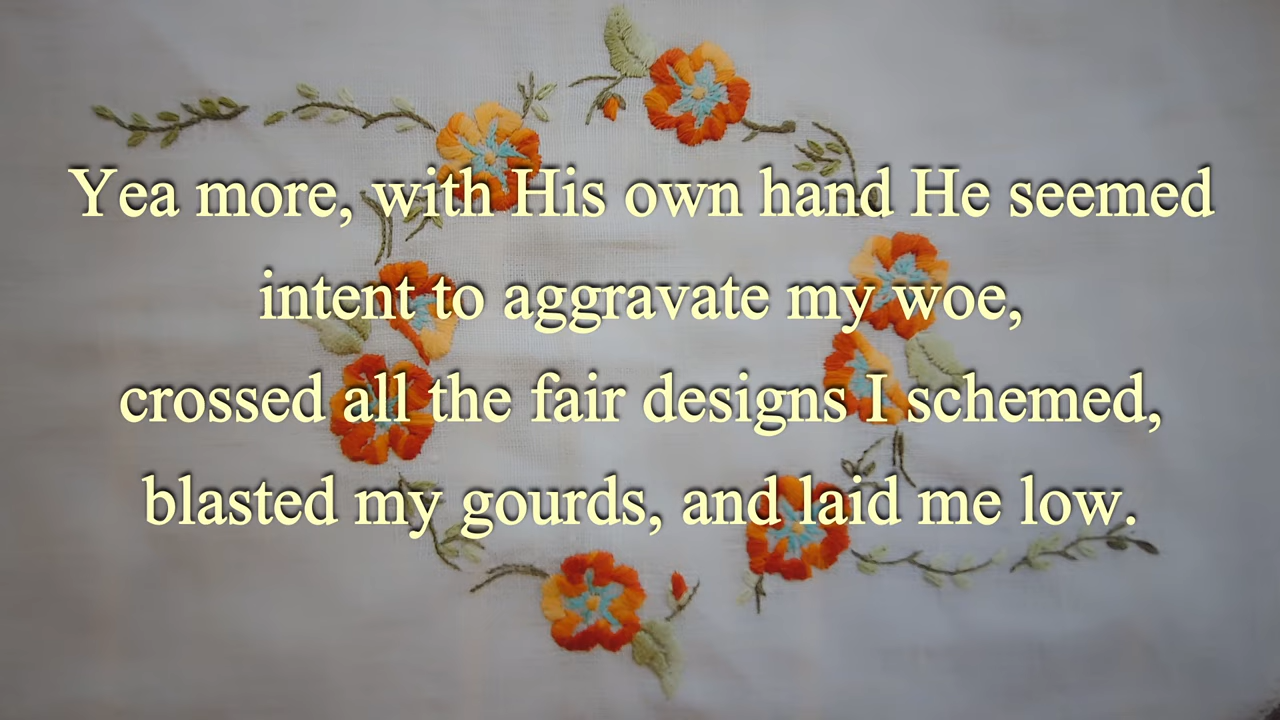 Yea more, with His own hand He seemed
intent to aggravate my woe,
crossed all the fair designs I schemed,
blasted my gourds, and laid me low.